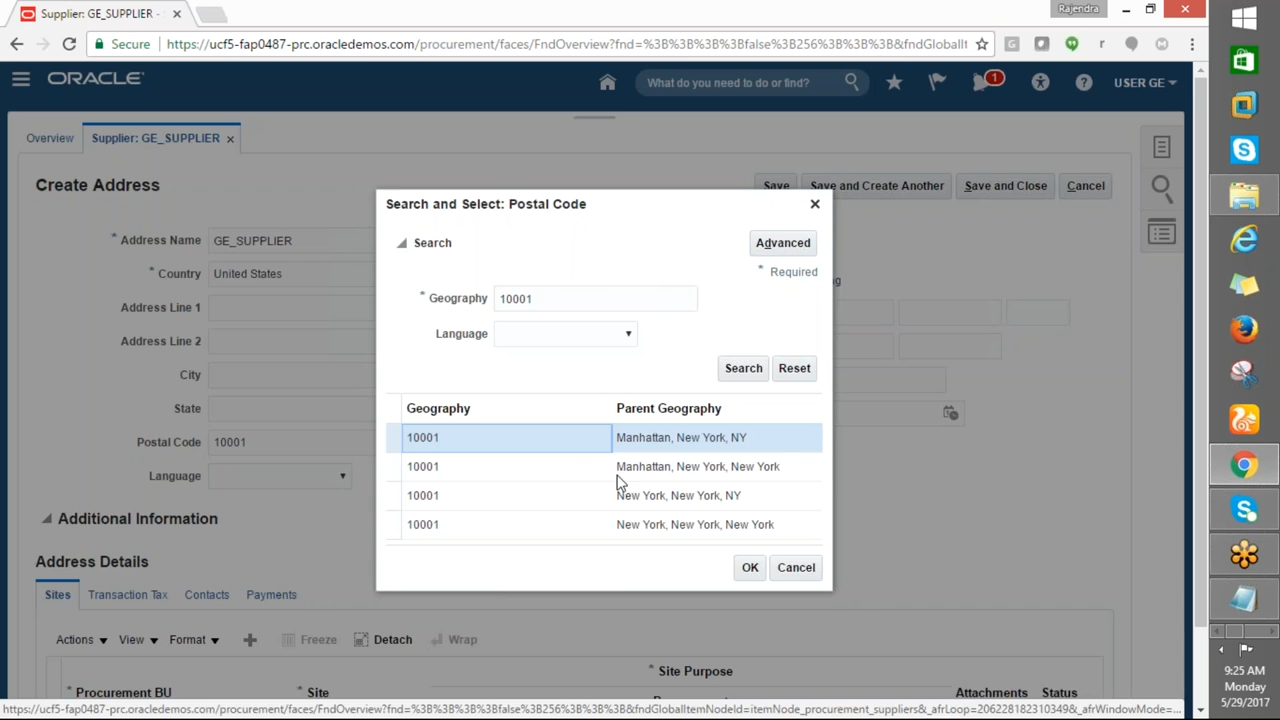 Supplier: GE_SUPPLIER -
Rajendra
Secure
https://ucf5-fap0487-prc.oracledemos.com/procurement/faces/FndOverview?fnd=%3B%3B%3B%3Bfalse%3B256%3B%3B%3B&fndGlobalIt
ORACLE
What do you need to do or find?
1
USER GE
Overview
Supplier: GE_SUPPLIER
Create Address
Save
Save and Create Another
Save and Close
Cancel
* Address Name GE_SUPPLIER
* Country United States
Address Line 1
Address Line 2
City
State
Postal Code 10001
Language
Additional Information
Address Details
Sites
Transaction Tax
Contacts
Payments
Actions
View
Format
Freeze
Detach
Wrap
* Site Purpose
* Procurement BU
* Site
Attachments
Status
Search and Select: Postal Code
Search
Advanced
* Required
* Geography 10001
Language
Search
Reset
Geography Parent Geography
10001 Manhattan, New York, NY
10001 Manhattan, New York, New York
10001 New York, New York, NY
10001 New York, New York, New York
OK
Cancel
https://ucf5-fap0487-prc.oracledemos.com/procurement/faces/FndOverview?fnd=%3B%3B%3B%3Bfalse%3B256%3B%3B%3B&fndGlobalItemNodeId=itemNode_procurement_suppliers&_afrLoop=206228182310349&_afrWindowMode=...
9:25 AM
Monday
5/29/2017